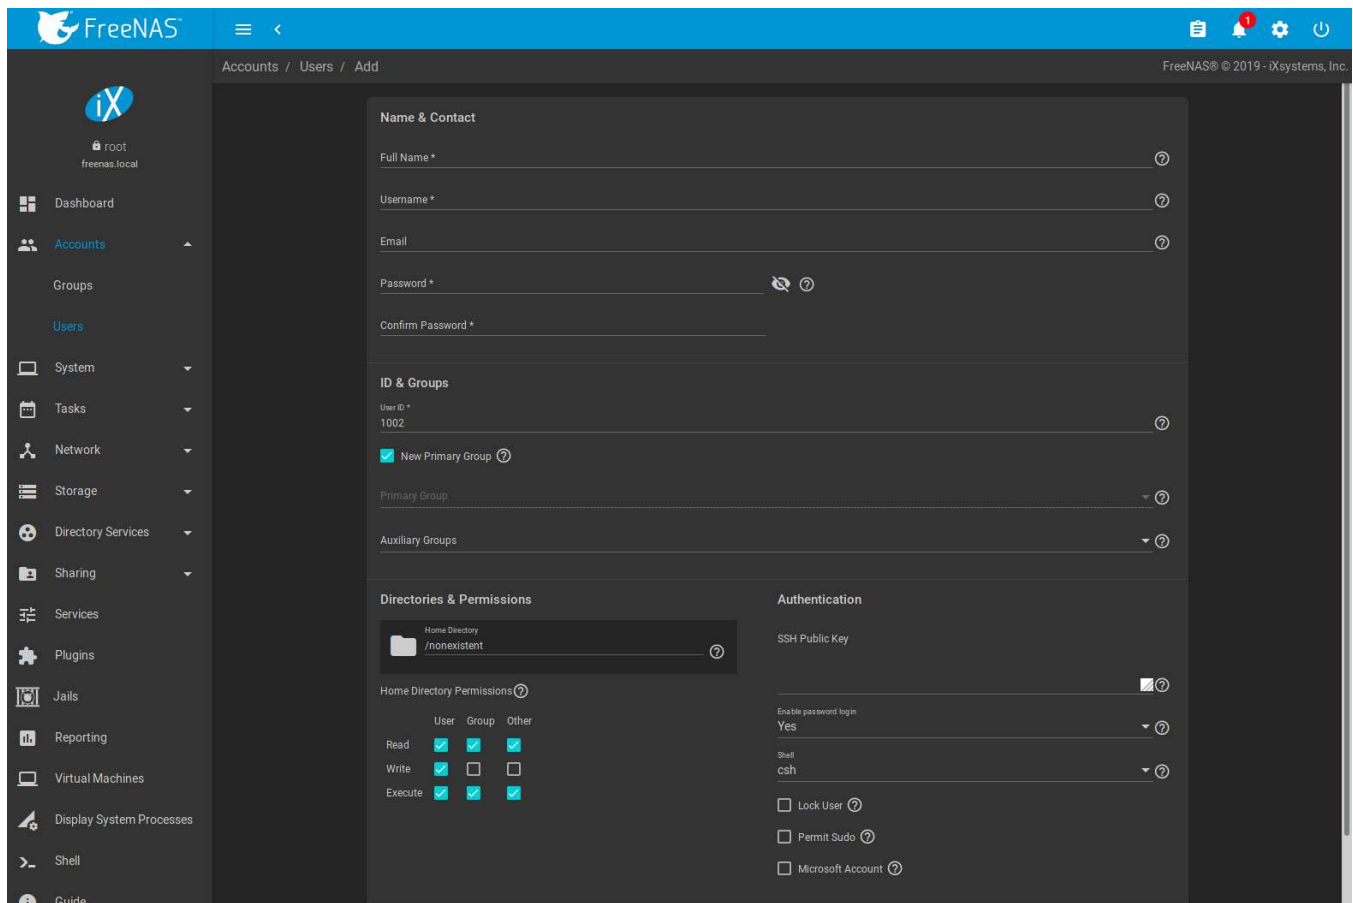 FreeNAS
1
Accounts / Users / Add
FreeNAS® © 2019 - iXsystems, Inc.
iX
root
freenas.local
Dashboard
Accounts
Groups
Users
System
Tasks
Network
Storage
Directory Services
Sharing
Services
Plugins
Jails
Reporting
Virtual Machines
Display System Processes
Shell
Guide
Name & Contact
Full Name *
Username *
Email
Password *
Confirm Password *
ID & Groups
User ID *
1002
New Primary Group
Primary Group
Auxiliary Groups
Directories & Permissions
Home Directory
/nonexistent
Home Directory Permissions
User Group Other
Read
Write
Execute
Authentication
SSH Public Key
Enable password login
Yes
Shell
csh
Lock User
Permit Sudo
Microsoft Account